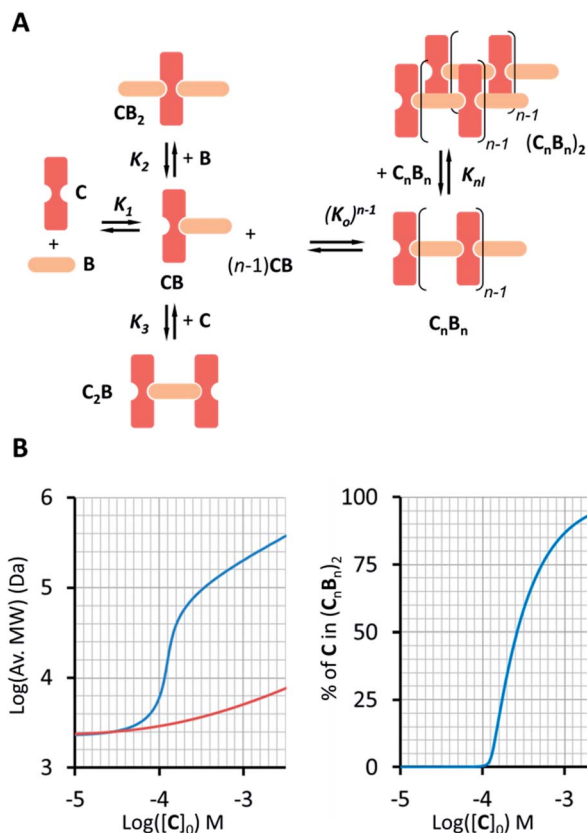 A
CB₂
K₂
+ B
C
K₁
+
B
CB
+
(n-1)CB
(Kₒ)ⁿ⁻¹
K₃
+ C
C₂B
n-1
n-1
(CₙBₙ)₂
+ CₙBₙ
Kₙₗ
n-1
CₙBₙ
B
Log(Av. MW) (Da)
6
5
4
3
-5
-4
-3
Log([C]₀) M
% of C in (CₙBₙ)₂
100
75
50
25
0
-5
-4
-3
Log([C]₀) M